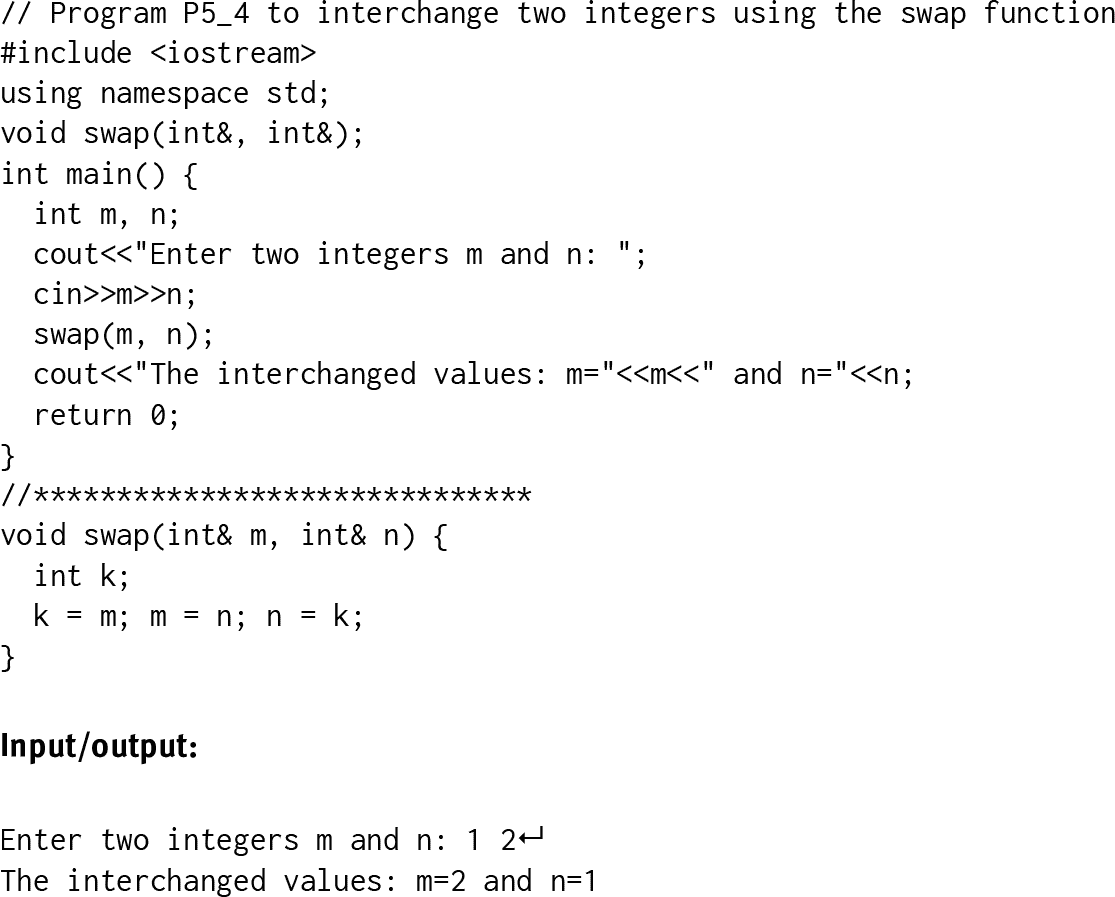 // Program P5_4 to interchange two integers using the swap function
#include <iostream>
using namespace std;
void swap(int&, int&);
int main() {
  int m, n;
  cout<<"Enter two integers m and n: ";
  cin>>m>>n;
  swap(m, n);
  cout<<"The interchanged values: m="<<m<<" and n="<<n;
  return 0;
}
//******************************
void swap(int& m, int& n) {
  int k;
  k = m; m = n; n = k;
}
Input/output:
Enter two integers m and n: 1 2↵
The interchanged values: m=2 and n=1